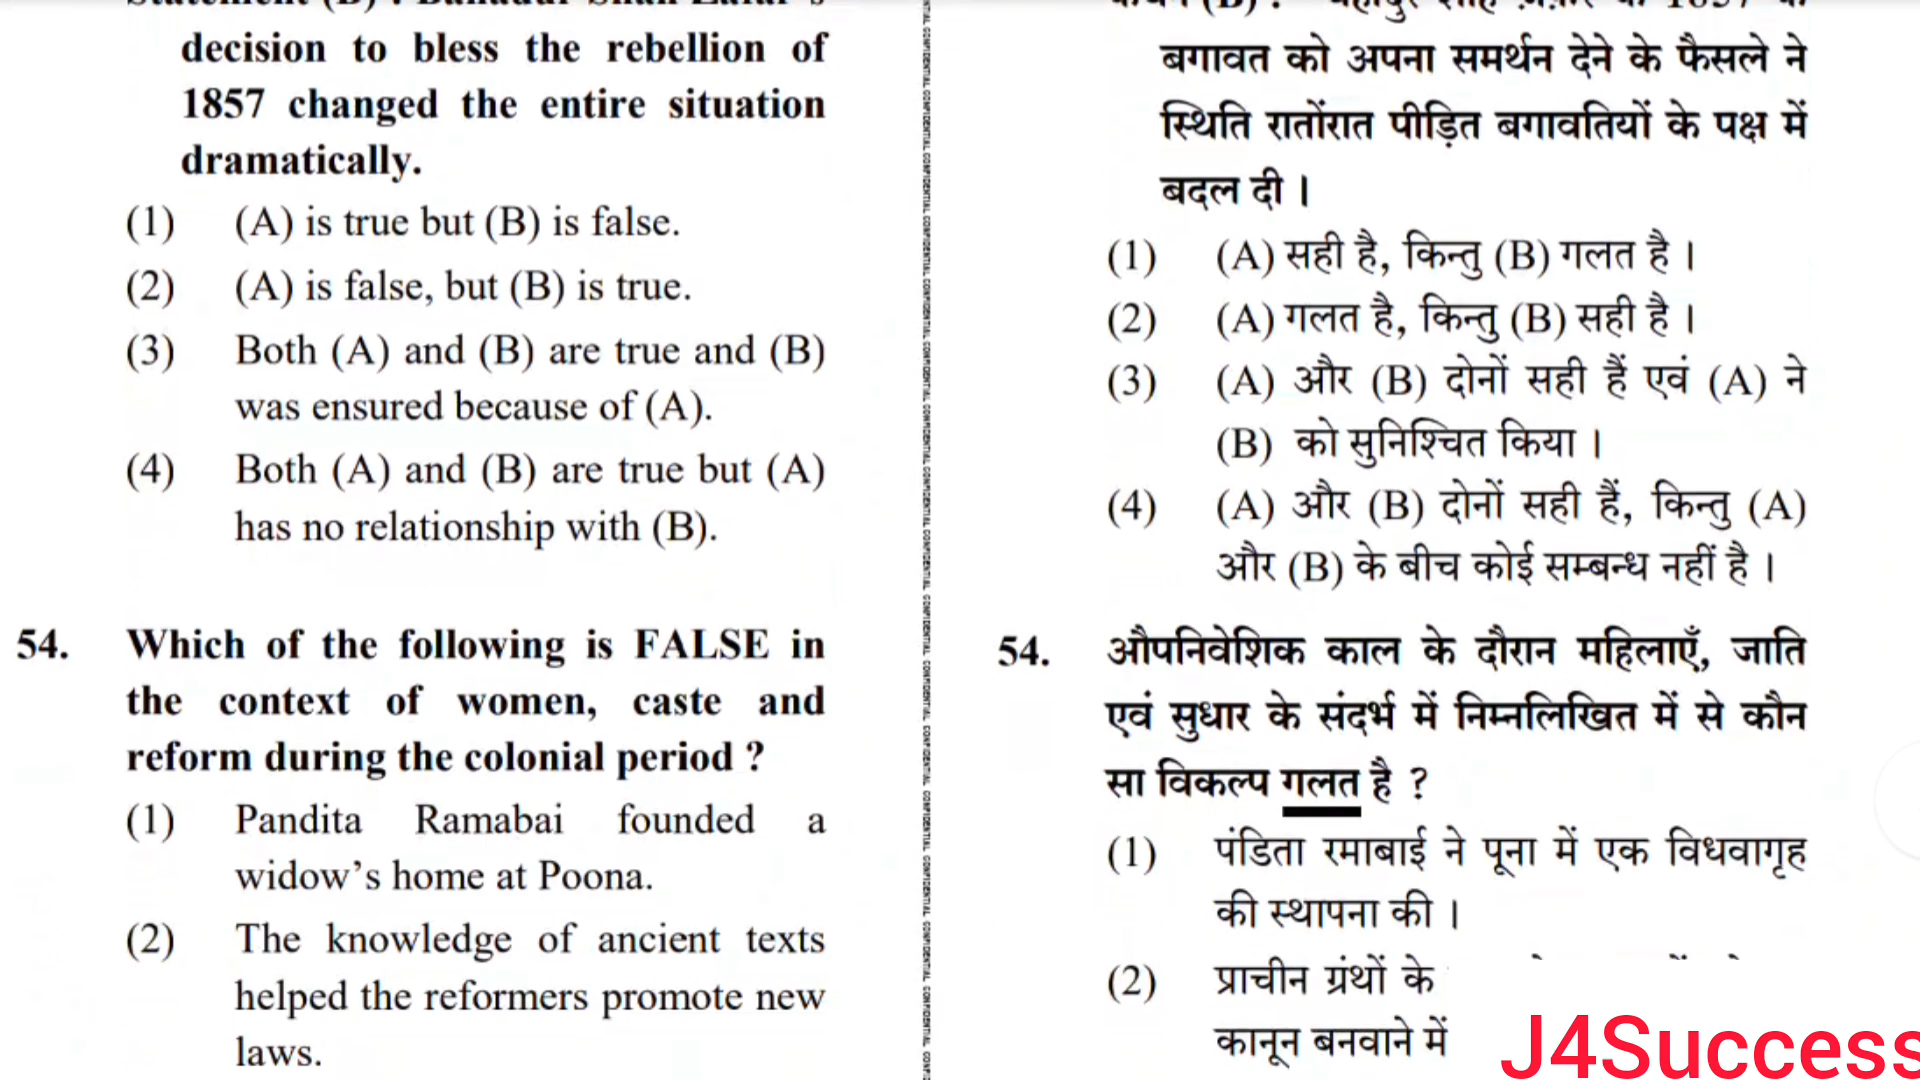 decision to bless the rebellion of
1857 changed the entire situation
dramatically.
(1) (A) is true but (B) is false.
(2) (A) is false, but (B) is true.
(3) Both (A) and (B) are true and (B)
was ensured because of (A).
(4) Both (A) and (B) are true but (A)
has no relationship with (B).
54. Which of the following is FALSE in
the context of women, caste and
reform during the colonial period ?
(1) Pandita Ramabai founded a
widow’s home at Poona.
(2) The knowledge of ancient texts
helped the reformers promote new
laws.
बगावत को अपना समर्थन देने के फैसले ने
स्थिति रातोंरात पीड़ित बगावतियों के पक्ष में
बदल दी ।
(1) (A) सही है, किन्तु (B) गलत है ।
(2) (A) गलत है, किन्तु (B) सही है ।
(3) (A) और (B) दोनों सही हैं एवं (A) ने
(B) को सुनिश्चित किया ।
(4) (A) और (B) दोनों सही हैं, किन्तु (A)
और (B) के बीच कोई सम्बन्ध नहीं है ।
54. औपनिवेशिक काल के दौरान महिलाएँ, जाति
एवं सुधार के संदर्भ में निम्नलिखित में से कौन
सा विकल्प गलत है ?
(1) पंडिता रमाबाई ने पूना में एक विधवागृह
की स्थापना की ।
(2) प्राचीन ग्रंथों के
कानून बनवाने में
J4Success